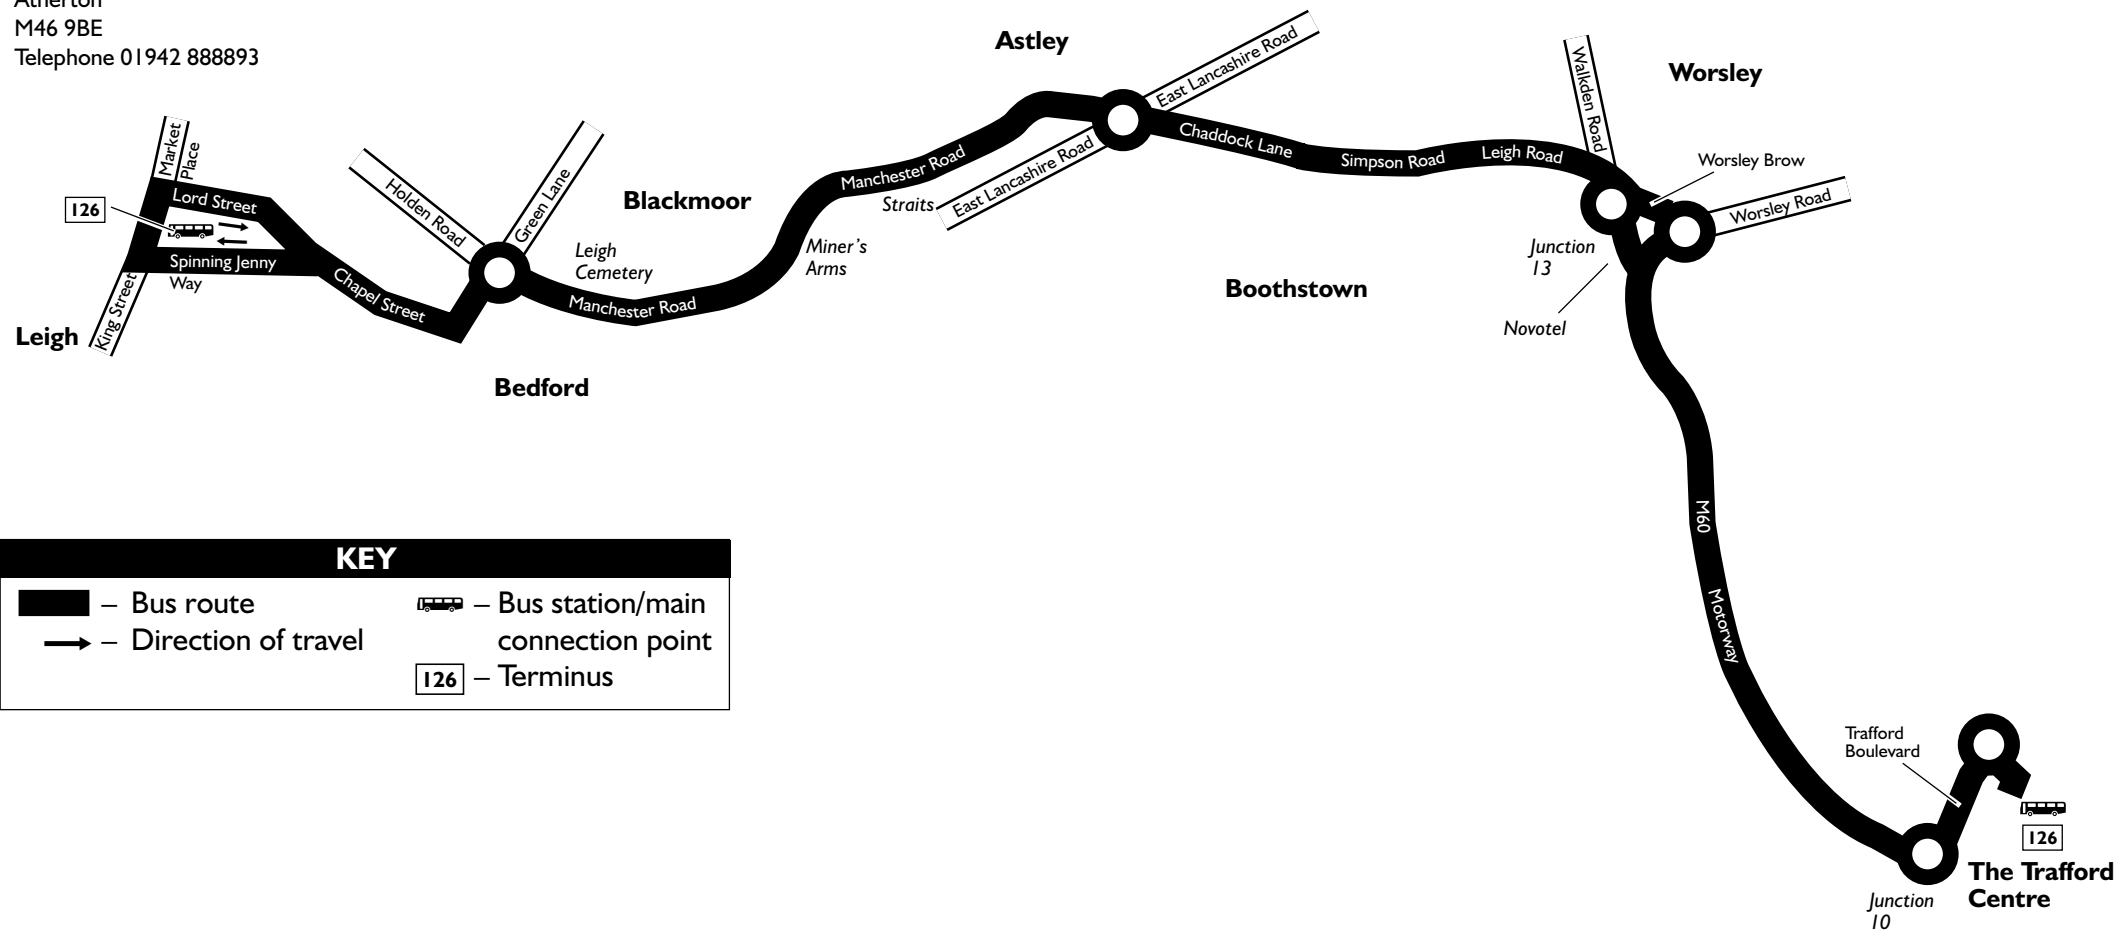 Atherton
M46 9BE
Telephone 01942 888893
Astley
East Lancashire Road
Walkden Road
Worsley
Market
Place
Lord Street
126
Spinning Jenny
Way
King Street
Leigh
Holden Road
Green Lane
Chapel Street
Bedford
Blackmoor
Leigh
Cemetery
Manchester Road
Miner's
Arms
Manchester Road
Straits
East Lancashire Road
Chaddock Lane
Simpson Road
Leigh Road
Worsley Brow
Worsley Road
Junction
13
Novotel
Boothstown
M60
Motorway
Trafford
Boulevard
126
The Trafford
Centre
Junction
10
KEY
– Bus route
– Direction of travel
– Bus station/main
connection point
126 – Terminus